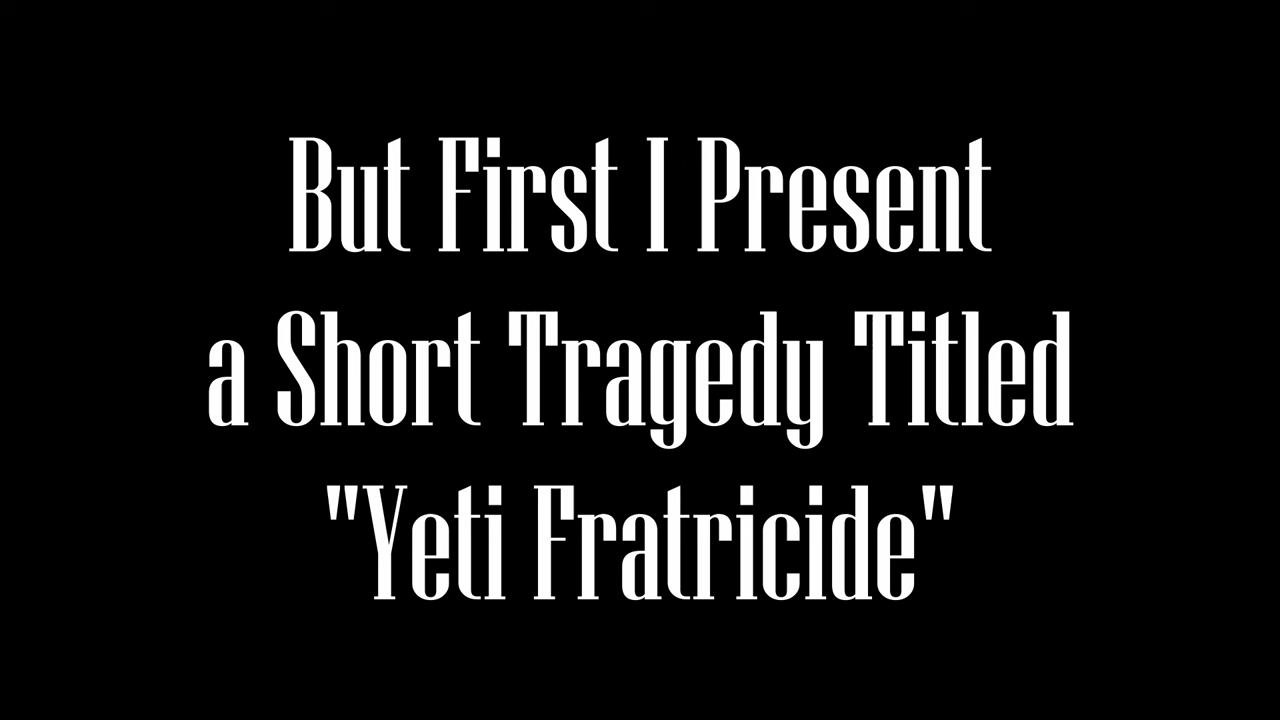 But First I Present
a Short Tragedy Titled
"Yeti Fratricide"